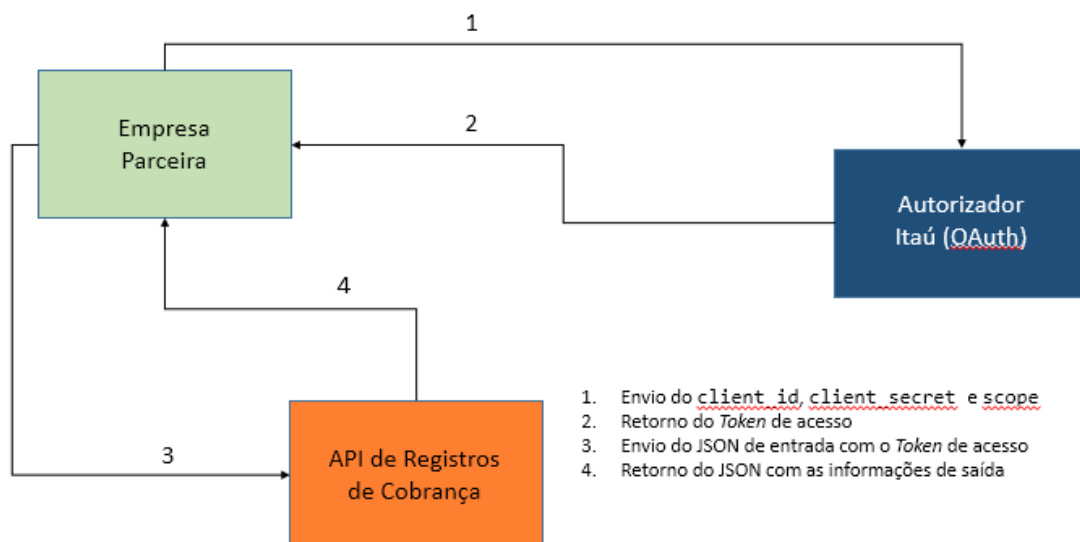 1
Empresa
Parceira
2
Autorizador
Itaú (OAuth)
4
3
API de Registros
de Cobrança
1. Envio do client_id, client_secret e scope
2. Retorno do Token de acesso
3. Envio do JSON de entrada com o Token de acesso
4. Retorno do JSON com as informações de saída